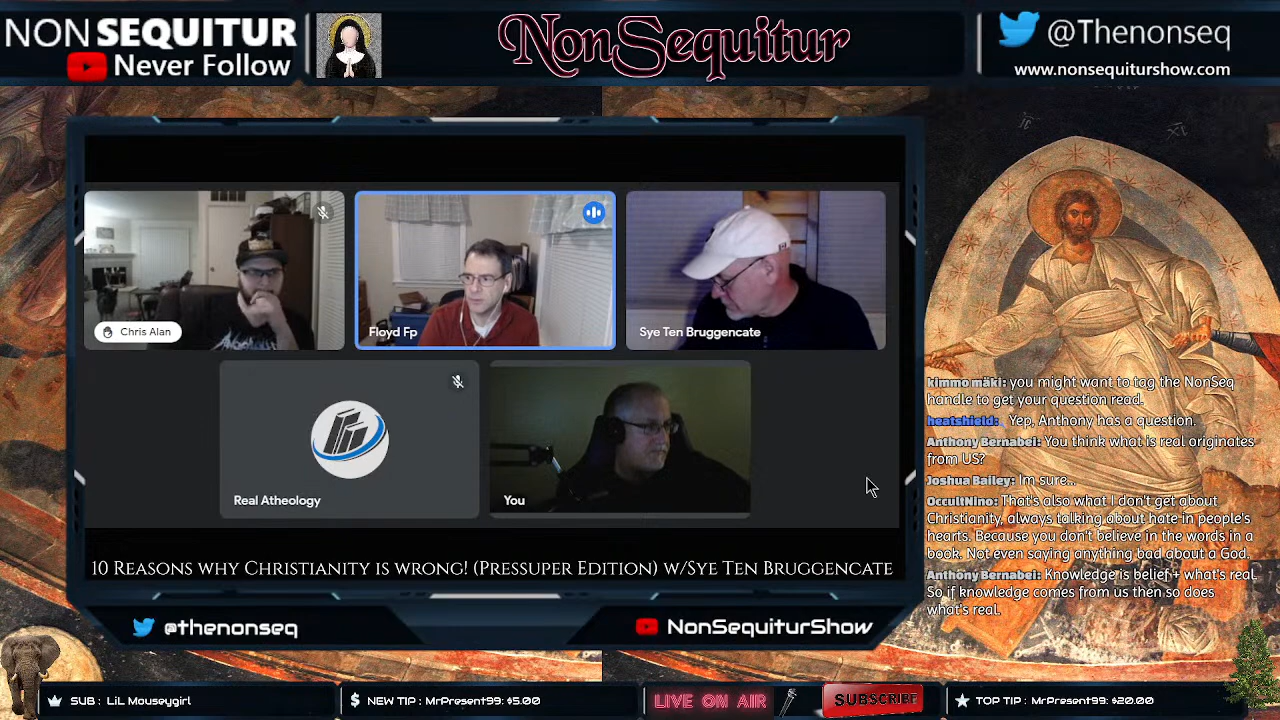 NON SEQUITUR
Never Follow
NonSequitur
@Thenonseq
www.nonsequiturshow.com
Chris Alan
Floyd Fp
Sye Ten Bruggencate
Real Atheology
You
10 Reasons why Christianity is wrong! (Pressuper Edition) w/Sye Ten Bruggencate
@thenonseq
NonSequiturShow
kimmo mäki: you might want to tag the NonSeq
handle to get your question read.
heatshield: Yep, Anthony has a question.
Anthony Bernabei: You think what is real originates
from US?
Joshua Bailey: Im sure...
OccultNino: That's also what I don't get about
Christianity, always talking about hate in people's
hearts. Because you don't believe in the words in a
book. Not even saying anything bad about a God.
Anthony Bernabei: Knowledge is belief + what's real.
So if knowledge comes from us then so does
what's real.
SUB : LiL Mousetygirl
$ NEW TIP : MrPresent99: $5.00
LIVE ON AIR
SUBSCRIBE
TOP TIP : MrPresent99: $20.00